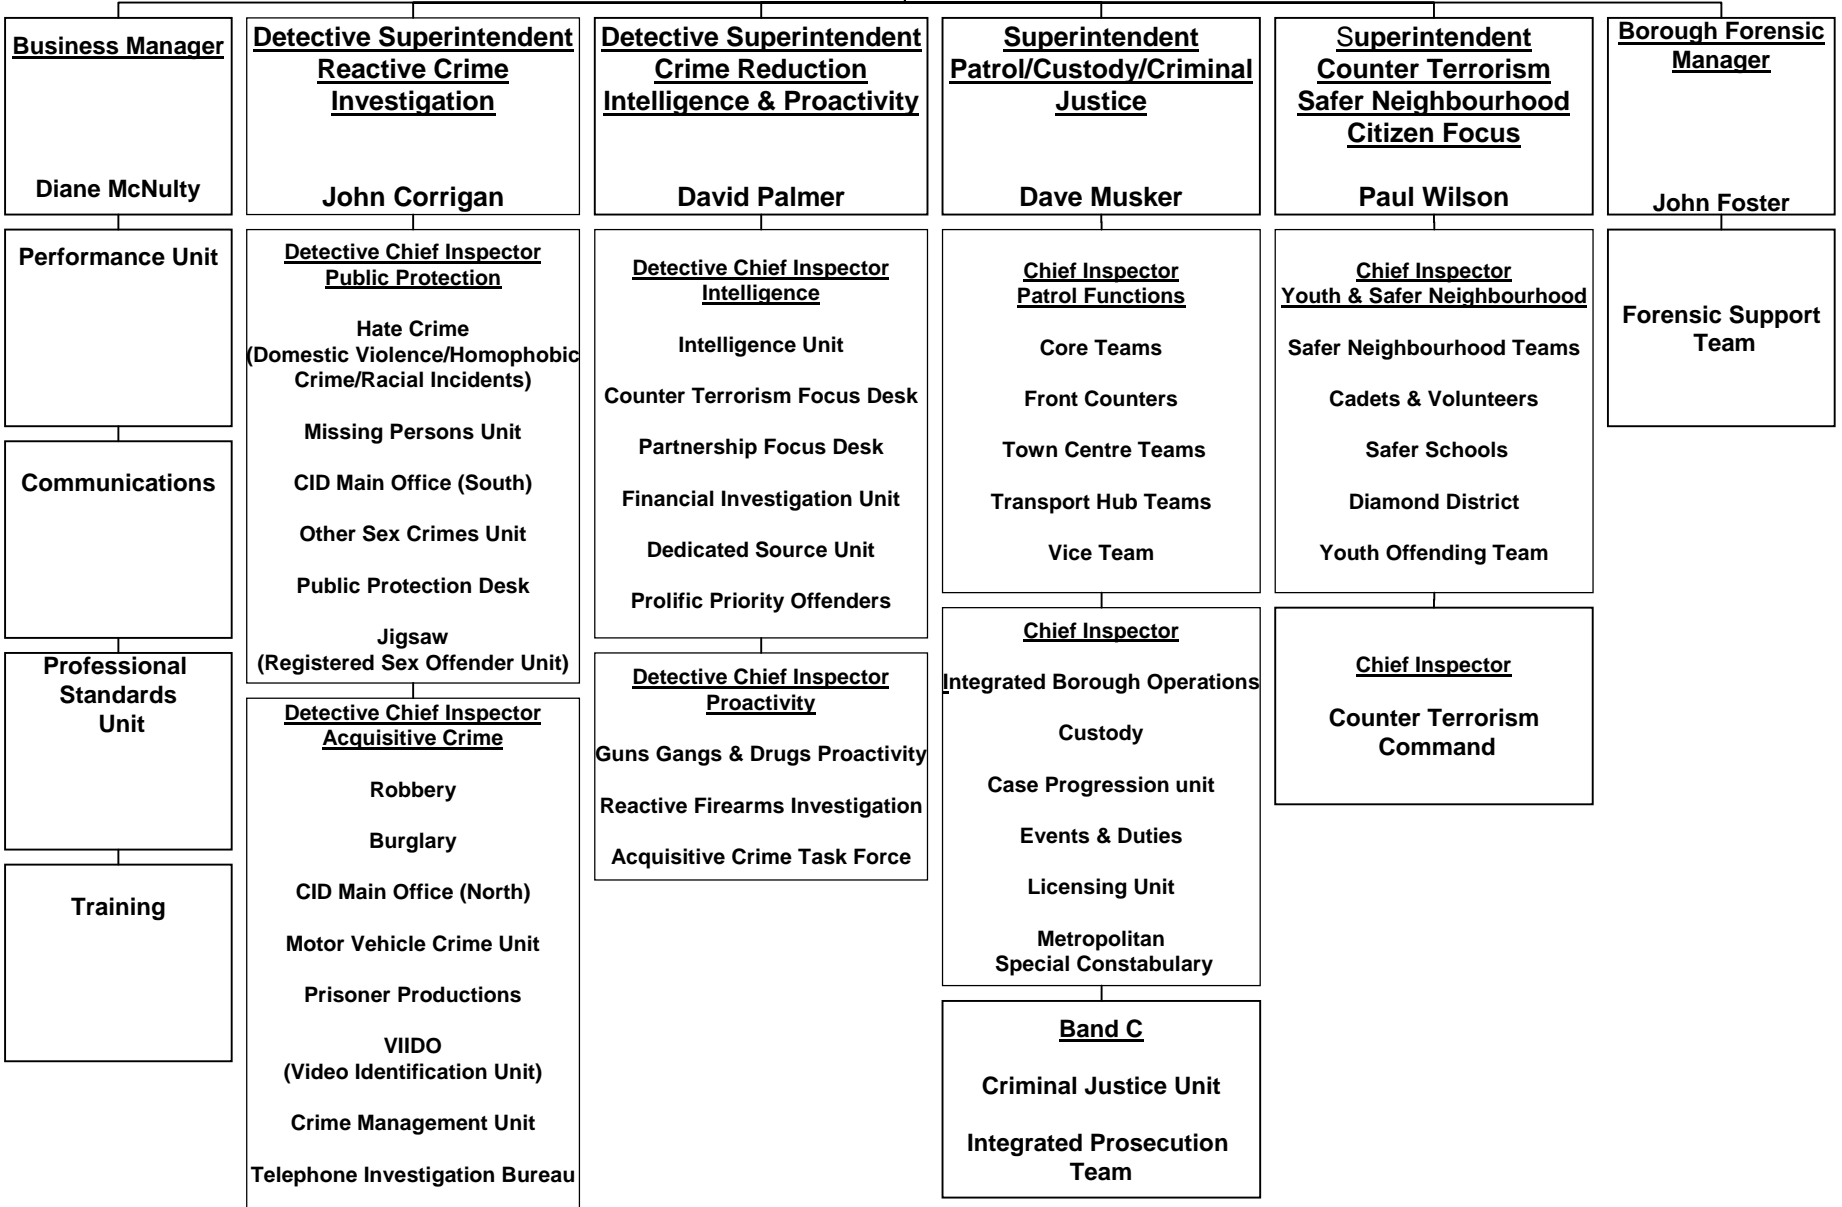 Business Manager
Diane McNulty
Performance Unit
Communications
Professional
Standards
Unit
Training
Detective Superintendent
Reactive Crime
Investigation
John Corrigan
Detective Chief Inspector
Public Protection
Hate Crime
(Domestic Violence/Homophobic
Crime/Racial Incidents)
Missing Persons Unit
CID Main Office (South)
Other Sex Crimes Unit
Public Protection Desk
Jigsaw
(Registered Sex Offender Unit)
Detective Chief Inspector
Acquisitive Crime
Robbery
Burglary
CID Main Office (North)
Motor Vehicle Crime Unit
Prisoner Productions
VIIDO
(Video Identification Unit)
Crime Management Unit
Telephone Investigation Bureau
Detective Superintendent
Crime Reduction
Intelligence & Proactivity
David Palmer
Detective Chief Inspector
Intelligence
Intelligence Unit
Counter Terrorism Focus Desk
Partnership Focus Desk
Financial Investigation Unit
Dedicated Source Unit
Prolific Priority Offenders
Detective Chief Inspector
Proactivity
Guns Gangs & Drugs Proactivity
Reactive Firearms Investigation
Acquisitive Crime Task Force
Superintendent
Patrol/Custody/Criminal
Justice
Dave Musker
Chief Inspector
Patrol Functions
Core Teams
Front Counters
Town Centre Teams
Transport Hub Teams
Vice Team
Chief Inspector
Integrated Borough Operations
Custody
Case Progression unit
Events & Duties
Licensing Unit
Metropolitan
Special Constabulary
Band C
Criminal Justice Unit
Integrated Prosecution
Team
Superintendent
Counter Terrorism
Safer Neighbourhood
Citizen Focus
Paul Wilson
Chief Inspector
Youth & Safer Neighbourhood
Safer Neighbourhood Teams
Cadets & Volunteers
Safer Schools
Diamond District
Youth Offending Team
Chief Inspector
Counter Terrorism
Command
Borough Forensic
Manager
John Foster
Forensic Support
Team